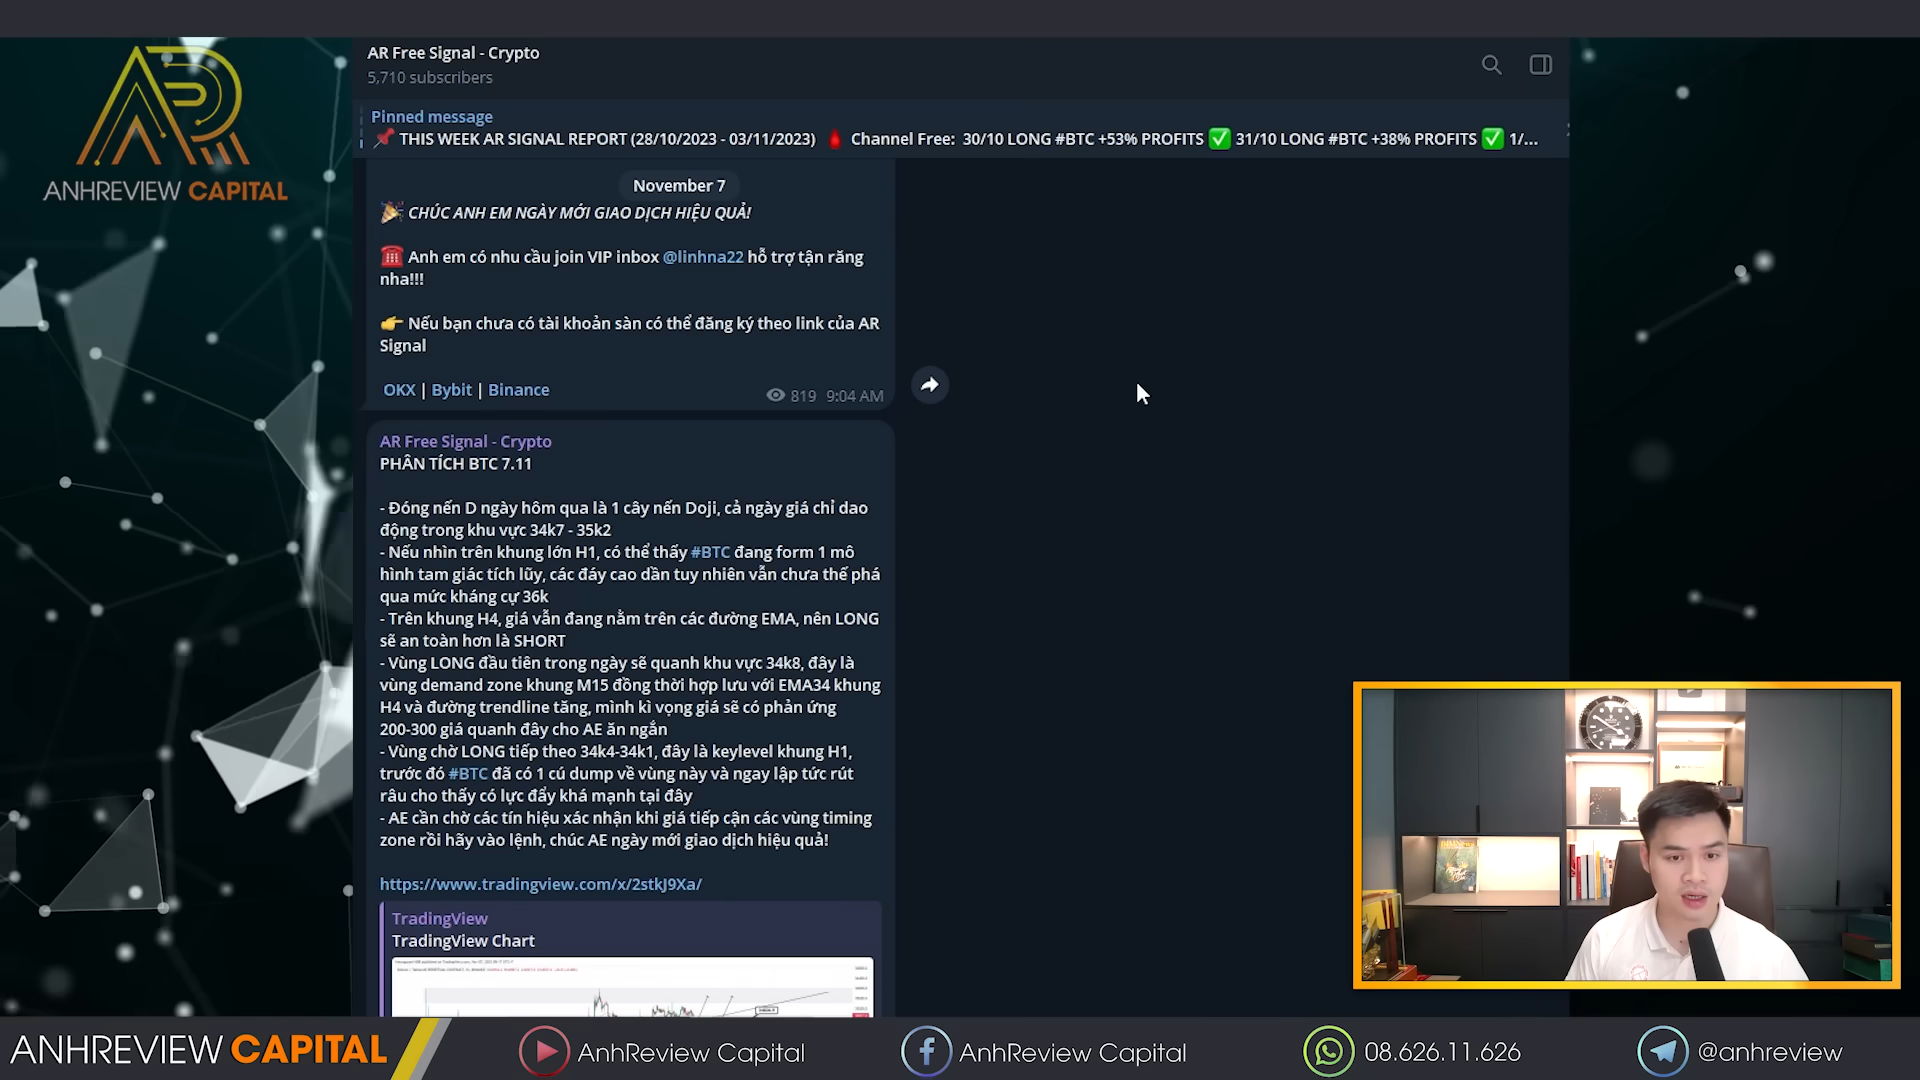 AR Free Signal - Crypto
5,710 subscribers
Pinned message
THIS WEEK AR SIGNAL REPORT (28/10/2023 - 03/11/2023) Channel Free: 30/10 LONG #BTC +53% PROFITS ✅ 31/10 LONG #BTC +38% PROFITS ✅ 1/...
ANHREVIEW CAPITAL
November 7
CHÚC ANH EM NGÀY MỚI GIAO DỊCH HIỆU QUẢ!
Anh em có nhu cầu join VIP inbox @linhna22 hỗ trợ tận răng
nha!!!
Nếu bạn chưa có tài khoản sàn có thể đăng ký theo link của AR
Signal
OKX | Bybit | Binance
819 9:04 AM
AR Free Signal - Crypto
PHÂN TÍCH BTC 7.11
- Đóng nến D ngày hôm qua là 1 cây nến Doji, cả ngày giá chỉ dao
động trong khu vực 34k7 - 35k2
- Nếu nhìn trên khung lớn H1, có thể thấy #BTC đang form 1 mô
hình tam giác tích lũy, các đáy cao dần tuy nhiên vẫn chưa thể phá
qua mức kháng cự 36k
- Trên khung H4, giá vẫn đang nằm trên các đường EMA, nên LONG
sẽ an toàn hơn là SHORT
- Vùng LONG đầu tiên trong ngày sẽ quanh khu vực 34k8, đây là
vùng demand zone khung M15 đồng thời hợp lưu với EMA34 khung
H4 và đường trendline tăng, mình kì vọng giá sẽ có phản ứng
200-300 giá quanh đây cho AE ăn ngắn
- Vùng chờ LONG tiếp theo 34k4-34k1, đây là keylevel khung H1,
trước đó #BTC đã có 1 cú dump về vùng này và ngay lập tức rút
râu cho thấy có lực đẩy khá mạnh tại đây
- AE cần chờ các tín hiệu xác nhận khi giá tiếp cận các vùng timing
zone rồi hãy vào lệnh, chúc AE ngày mới giao dịch hiệu quả!
https://www.tradingview.com/x/2stkJ9Xa/
TradingView
TradingView Chart
ANHREVIEW CAPITAL
AnhReview Capital
AnhReview Capital
08.626.11.626
@anhreview